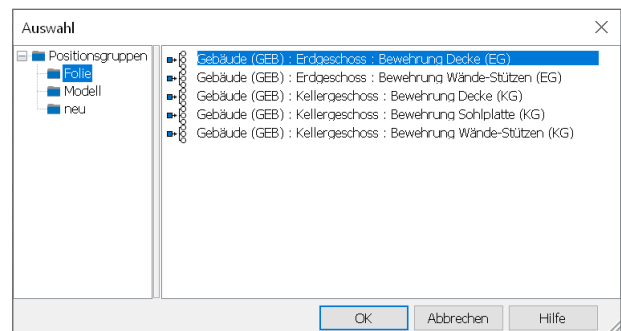 Auswahl
Positionsgruppen
Folie
Modell
neu
Gebäude (GEB) : Erdgeschoss : Bewehrung Decke (EG)
Gebäude (GEB) : Erdgeschoss : Bewehrung Wände-Stützen (EG)
Gebäude (GEB) : Kellergeschoss : Bewehrung Decke (KG)
Gebäude (GEB) : Kellergeschoss : Bewehrung Sohlplatte (KG)
Gebäude (GEB) : Kellergeschoss : Bewehrung Wände-Stützen (KG)
OK Abbrechen Hilfe